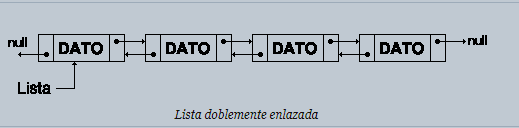 null DATO DATO DATO DATO null
Lista
Lista doblemente enlazada